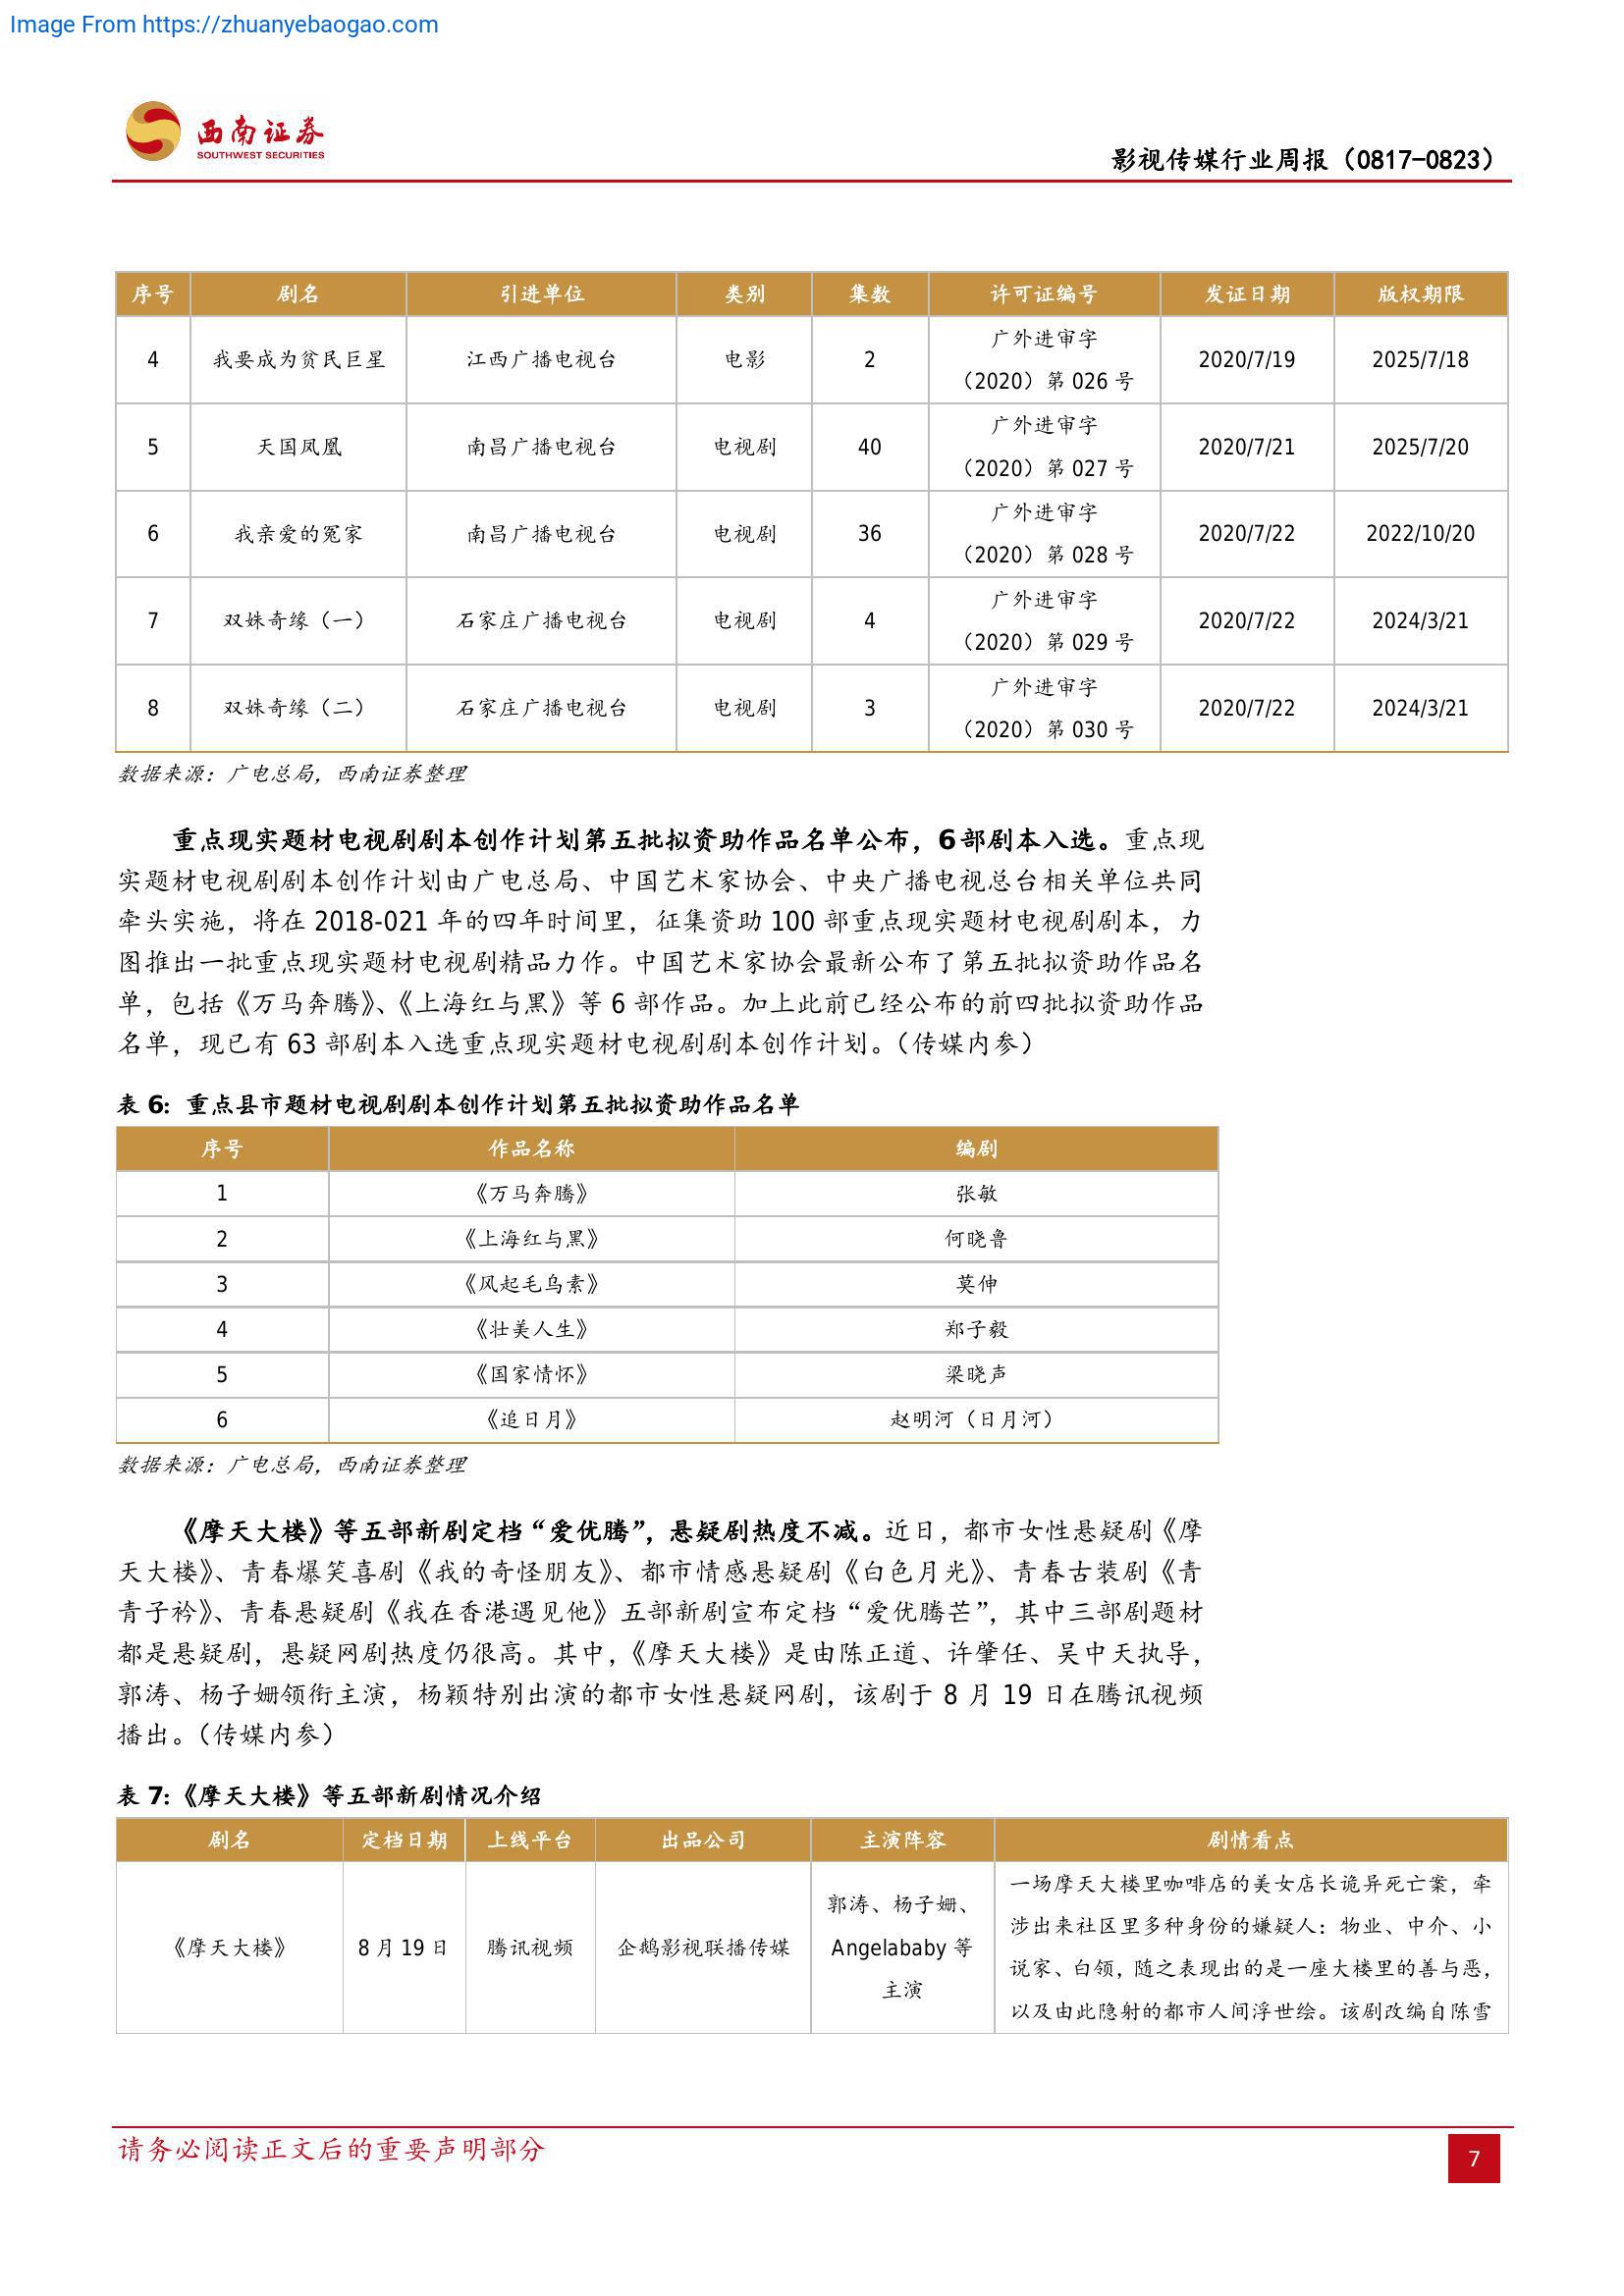 Image From https://zhuanyebaogao.com
西南证券
SOUTHWEST SECURITIES
影视传媒行业周报（0817-0823）
序号 剧名 引进单位 类别 集数 许可证编号 发证日期 版权期限
4 我要成为贫民巨星 江西广播电视台 电影 2 广外进审字（2020）第 026 号 2020/7/19 2025/7/18
5 天国凤凰 南昌广播电视台 电视剧 40 广外进审字（2020）第 027 号 2020/7/21 2025/7/20
6 我亲爱的冤家 南昌广播电视台 电视剧 36 广外进审字（2020）第 028 号 2020/7/22 2022/10/20
7 双姝奇缘（一） 石家庄广播电视台 电视剧 4 广外进审字（2020）第 029 号 2020/7/22 2024/3/21
8 双姝奇缘（二） 石家庄广播电视台 电视剧 3 广外进审字（2020）第 030 号 2020/7/22 2024/3/21
数据来源：广电总局，西南证券整理
重点现实题材电视剧剧本创作计划第五批拟资助作品名单公布，6部剧本入选。重点现
实题材电视剧剧本创作计划由广电总局、中国艺术家协会、中央广播电视总台相关单位共同
牵头实施，将在 2018-021 年的四年时间里，征集资助 100 部重点现实题材电视剧剧本，力
图推出一批重点现实题材电视剧精品力作。中国艺术家协会最新公布了第五批拟资助作品名
单，包括《万马奔腾》、《上海红与黑》等 6 部作品。加上此前已经公布的前四批拟资助作品
名单，现已有 63 部剧本入选重点现实题材电视剧剧本创作计划。（传媒内参）
表 6：重点县市题材电视剧剧本创作计划第五批拟资助作品名单
序号 作品名称 编剧
1 《万马奔腾》 张敏
2 《上海红与黑》 何晓鲁
3 《风起毛乌素》 莫伸
4 《壮美人生》 郑子毅
5 《国家情怀》 梁晓声
6 《追日月》 赵明河（日月河）
数据来源：广电总局，西南证券整理
《摩天大楼》等五部新剧定档“爱优腾”，悬疑剧热度不减。近日，都市女性悬疑剧《摩
天大楼》、青春爆笑喜剧《我的奇怪朋友》、都市情感悬疑剧《白色月光》、青春古装剧《青
青子衿》、青春悬疑剧《我在香港遇见他》五部新剧宣布定档“爱优腾芒”，其中三部剧题材
都是悬疑剧，悬疑网剧热度仍很高。其中，《摩天大楼》是由陈正道、许肇任、吴中天执导，
郭涛、杨子姗领衔主演，杨颖特别出演的都市女性悬疑网剧，该剧于 8 月 19 日在腾讯视频
播出。（传媒内参）
表 7：《摩天大楼》等五部新剧情况介绍
剧名 定档日期 上线平台 出品公司 主演阵容 剧情看点
《摩天大楼》 8 月 19 日 腾讯视频 企鹅影视联播传媒
郭涛、杨子姗、
Angelababy 等
主演
一场摩天大楼里咖啡店的美女店长诡异死亡案，牵
涉出来社区里多种身份的嫌疑人：物业、中介、小
说家、白领，随之表现出的是一座大楼里的善与恶，
以及由此隐射的都市人间浮世绘。该剧改编自陈雪
请务必阅读正文后的重要声明部分
7